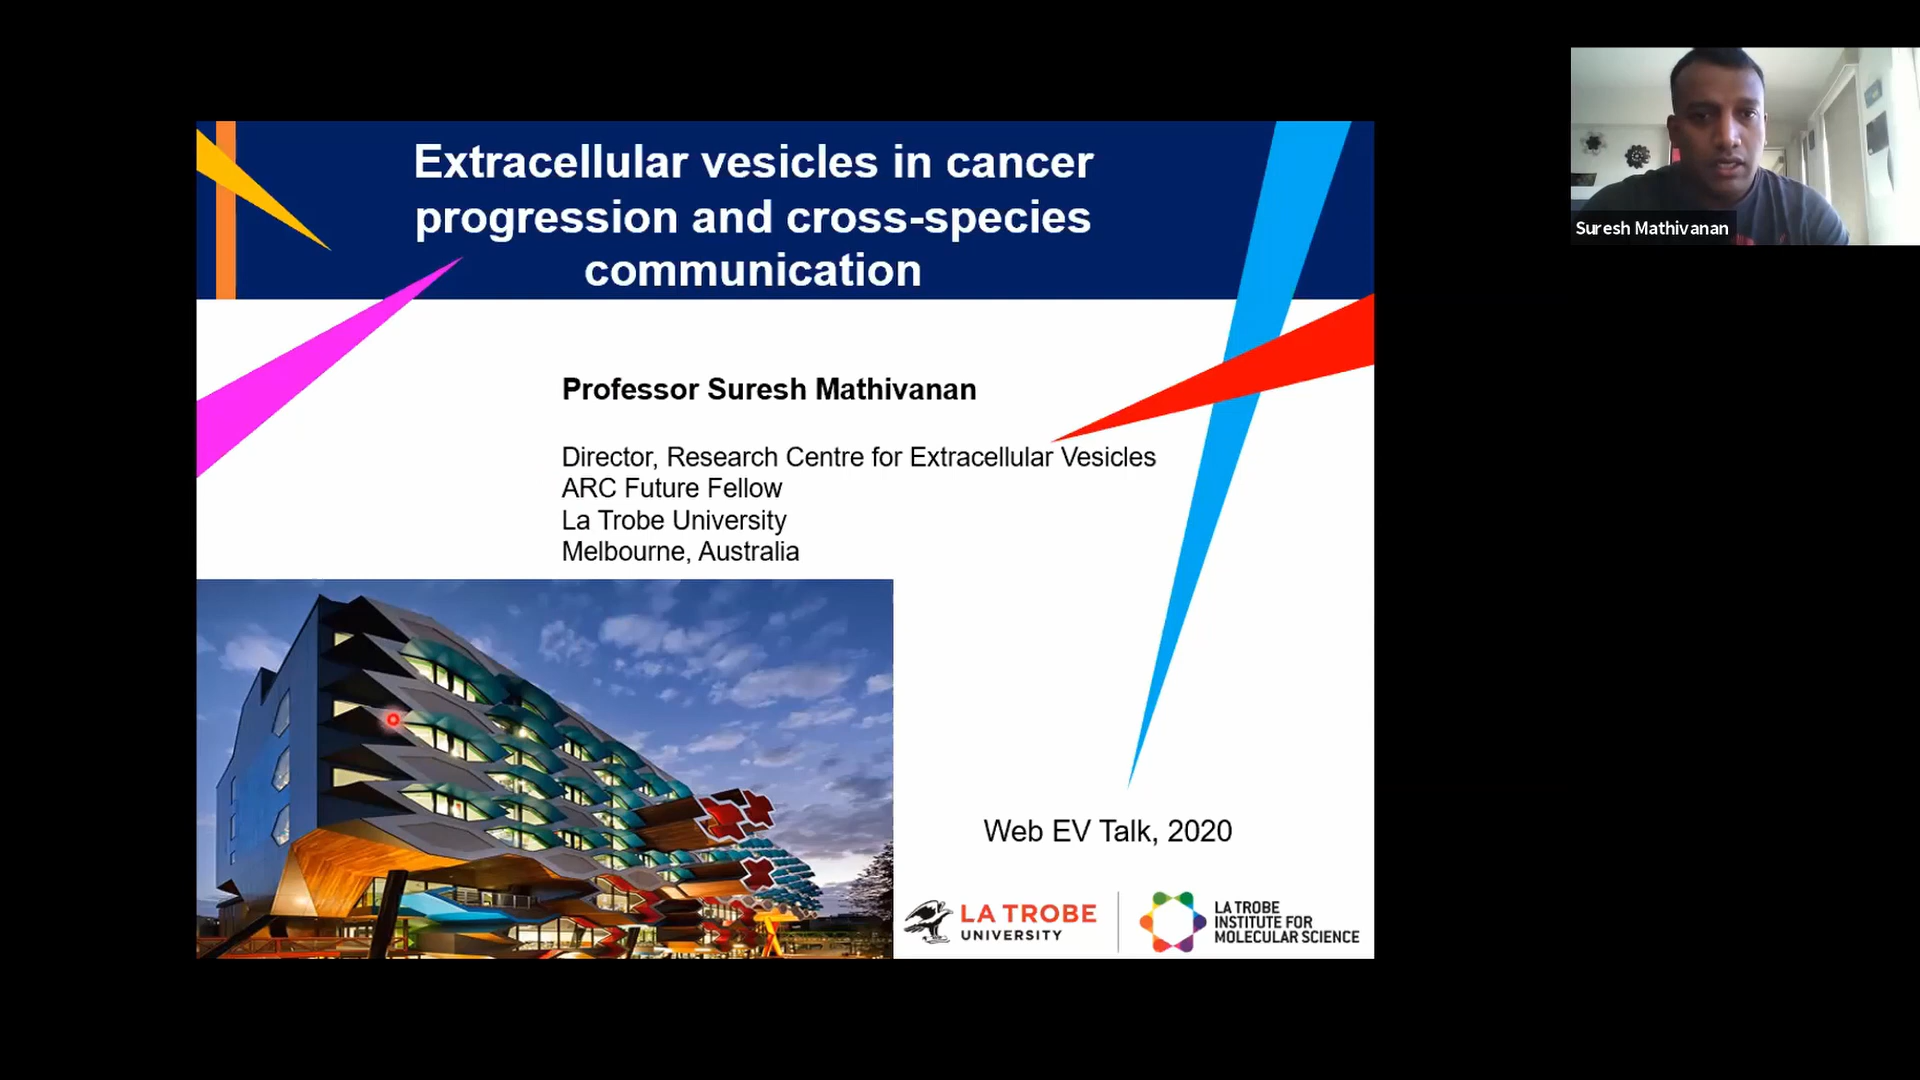 Extracellular vesicles in cancer
progression and cross-species
communication
Professor Suresh Mathivanan
Director, Research Centre for Extracellular Vesicles
ARC Future Fellow
La Trobe University
Melbourne, Australia
Web EV Talk, 2020
LA TROBE
UNIVERSITY
LA TROBE
INSTITUTE FOR
MOLECULAR SCIENCE
Suresh Mathivanan